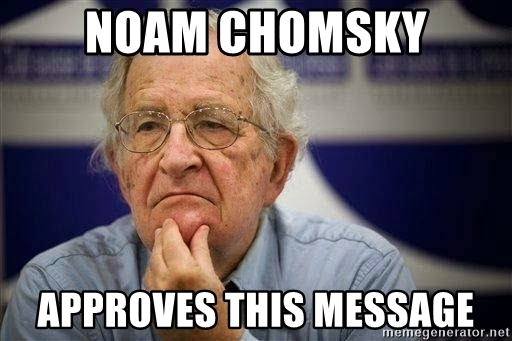 NOAM CHOMSKY
APPROVES THIS MESSAGE
memegenerator.net